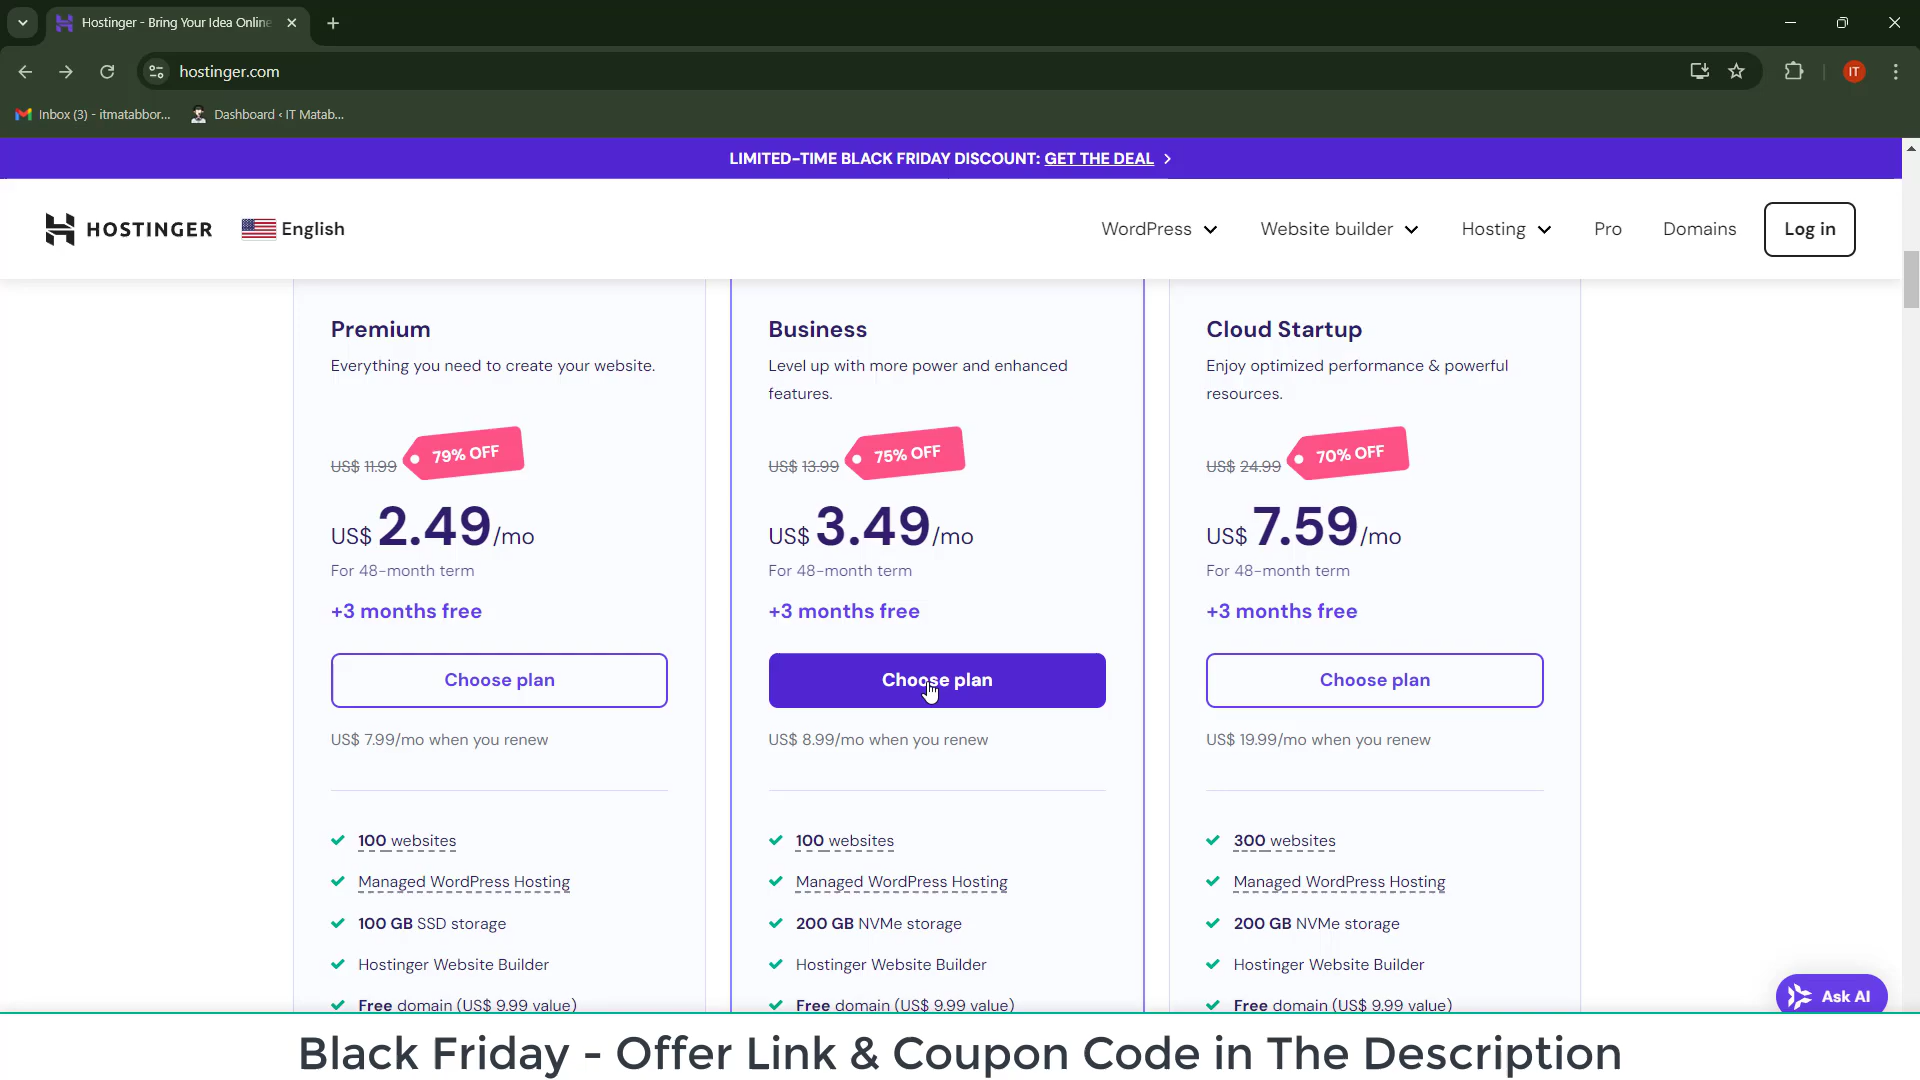 Hostinger - Bring Your Idea Online
hostinger.com
IT
Inbox (3) - itmatabbor...
Dashboard ‹ IT Matab...
LIMITED-TIME BLACK FRIDAY DISCOUNT: GET THE DEAL
HOSTINGER
English
WordPress
Website builder
Hosting
Pro
Domains
Log in
Premium
Everything you need to create your website.
US$ 11.99
79% OFF
US$ 2.49/mo
For 48-month term
+3 months free
Choose plan
US$ 7.99/mo when you renew
100 websites
Managed WordPress Hosting
100 GB SSD storage
Hostinger Website Builder
Free domain (US$ 9.99 value)
Business
Level up with more power and enhanced
features.
US$ 13.99
75% OFF
US$ 3.49/mo
For 48-month term
+3 months free
Choose plan
US$ 8.99/mo when you renew
100 websites
Managed WordPress Hosting
200 GB NVMe storage
Hostinger Website Builder
Free domain (US$ 9.99 value)
Cloud Startup
Enjoy optimized performance & powerful
resources.
US$ 24.99
70% OFF
US$ 7.59/mo
For 48-month term
+3 months free
Choose plan
US$ 19.99/mo when you renew
300 websites
Managed WordPress Hosting
200 GB NVMe storage
Hostinger Website Builder
Free domain (US$ 9.99 value)
Ask AI
Black Friday - Offer Link & Coupon Code in The Description